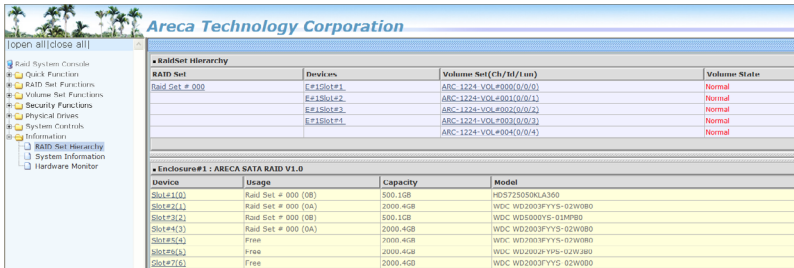 Areca Technology Corporation
|open all|close all|
Raid System Console
Quick Function
RAID Set Functions
Volume Set Functions
Security Functions
Physical Drives
System Controls
Information
RAID Set Hierarchy
System Information
Hardware Monitor
RaidSet Hierarchy
RAID Set Devices Volume Set(Ch/Id/Lun) Volume State
Raid Set # 000 E#1Slot#1 ARC-1224-VOL#000(0/0/0) Normal
E#1Slot#2 ARC-1224-VOL#001(0/0/1) Normal
E#1Slot#3 ARC-1224-VOL#002(0/0/2) Normal
E#1Slot#4 ARC-1224-VOL#003(0/0/3) Normal
ARC-1224-VOL#004(0/0/4) Normal
Enclosure#1 : ARECA SATA RAID V1.0
Device Usage Capacity Model
Slot#1(0) Raid Set # 000 (0B) 500.1GB HDS725050KLA360
Slot#2(1) Raid Set # 000 (0A) 2000.4GB WDC WD2003FYYS-02W0B0
Slot#3(2) Raid Set # 000 (0B) 500.1GB WDC WD5000YS-01MPB0
Slot#4(3) Raid Set # 000 (0A) 2000.4GB WDC WD2003FYYS-02W0B0
Slot#5(4) Free 2000.4GB WDC WD2003FYYS-02W0B0
Slot#6(5) Free 2000.4GB WDC WD2002FYPS-02W3B0
Slot#7(6) Free 2000.4GB WDC WD2003FYYS-02W0B0